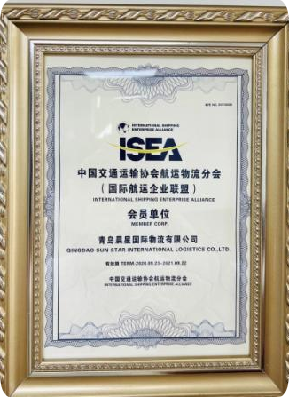 INTERNATIONAL SHIPPING
ENTERPRISE ALLIANCE
ISEA
中国交通运输协会航运物流分会
（国际航运企业联盟）
INTERNATIONAL SHIPPING ENTERPRISE ALLIANCE
会员单位
MEMBER CORP
青岛晨星国际物流有限公司
QINGDAO SUN STAR INTERNATIONAL LOGISTICS CO.,LTD.
中国交通运输协会航运物流分会
INTERNATIONAL SHIPPING ENTERPRISE ALLIANCE